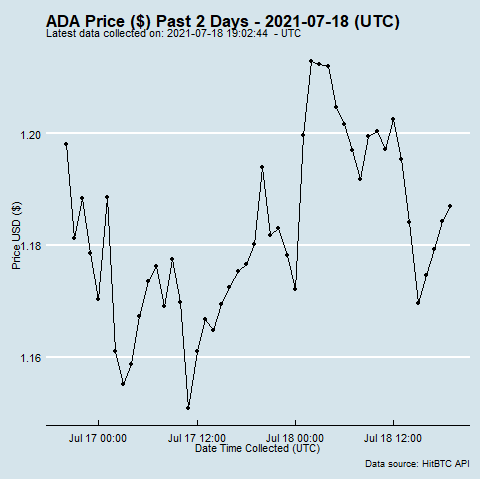 ADA Price ($) Past 2 Days - 2021-07-18 (UTC)
Latest data collected on: 2021-07-18 19:02:44 - UTC
1.20
1.18
1.16
Price USD ($)
Jul 17 00:00 Jul 17 12:00 Jul 18 00:00 Jul 18 12:00
Date Time Collected (UTC)
Data source: HitBTC API